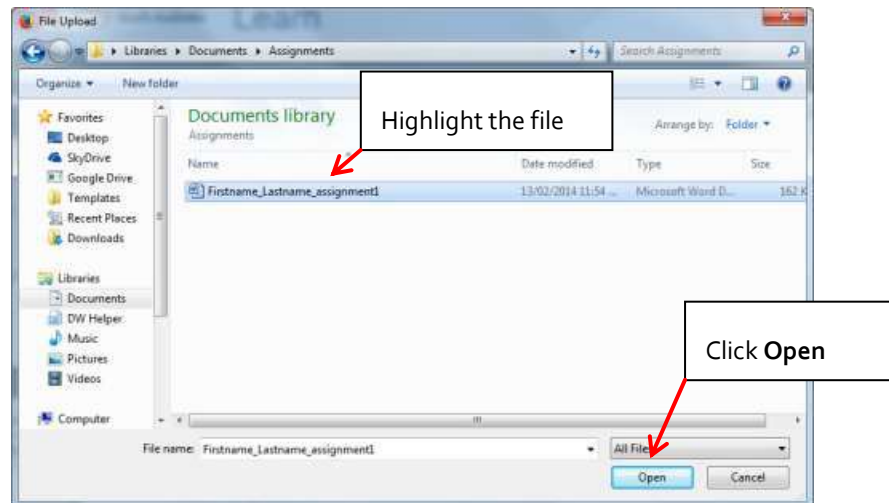 File Upload
Learn
Libraries Documents Assignments
Search Assignments
Organize New folder
Highlight the file
Favorites
Desktop
SkyDrive
Google Drive
Templates
Recent Places
Downloads
Libraries
Documents
DW Helper
Music
Pictures
Videos
Computer
Documents library
Assignments
Arrange by: Folder
Name Date modified Type Size
Firstname_Lastname_assignment1 13/02/2014 11:54 ... Microsoft Word D... 162 K
Click Open
File name: Firstname_Lastname_assignment1
All File
Open Cancel